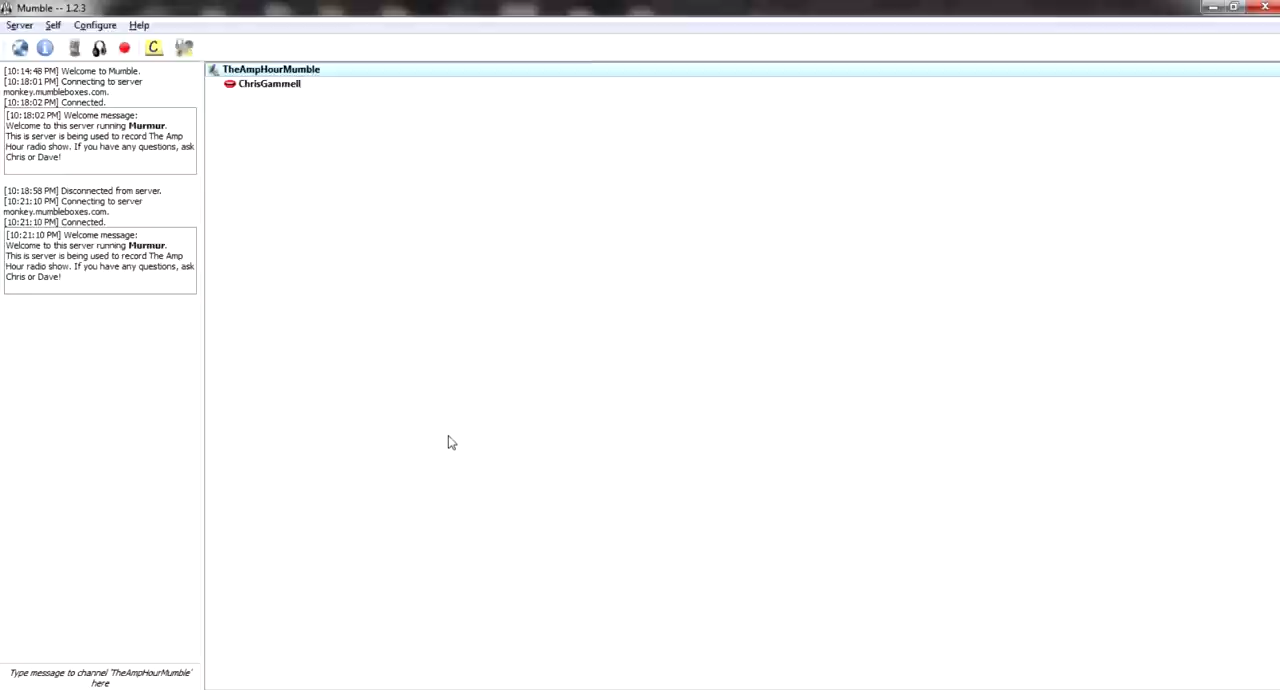 Mumble -- 1.2.3
Server Self Configure Help
C
[10:14:48 PM] Welcome to Mumble.
[10:18:01 PM] Connecting to server
monkey.mumbleboxes.com.
[10:18:02 PM] Connected.
[10:18:02 PM] Welcome message:
Welcome to this server running Murmur.
This is server is being used to record The Amp
Hour radio show. If you have any questions, ask
Chris or Dave!
[10:18:58 PM] Disconnected from server.
[10:21:10 PM] Connecting to server
monkey.mumbleboxes.com.
[10:21:10 PM] Connected.
[10:21:10 PM] Welcome message:
Welcome to this server running Murmur.
This is server is being used to record The Amp
Hour radio show. If you have any questions, ask
Chris or Dave!
Type message to channel 'TheAmpHourMumble'
here
TheAmpHourMumble
ChrisGammell